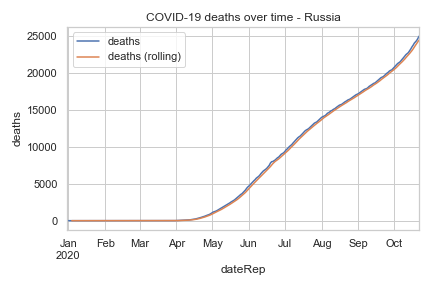 COVID-19 deaths over time - Russia
deaths
deaths (rolling)
25000
20000
15000
10000
5000
0
deaths
Jan Feb Mar Apr May Jun Jul Aug Sep Oct
2020
dateRep